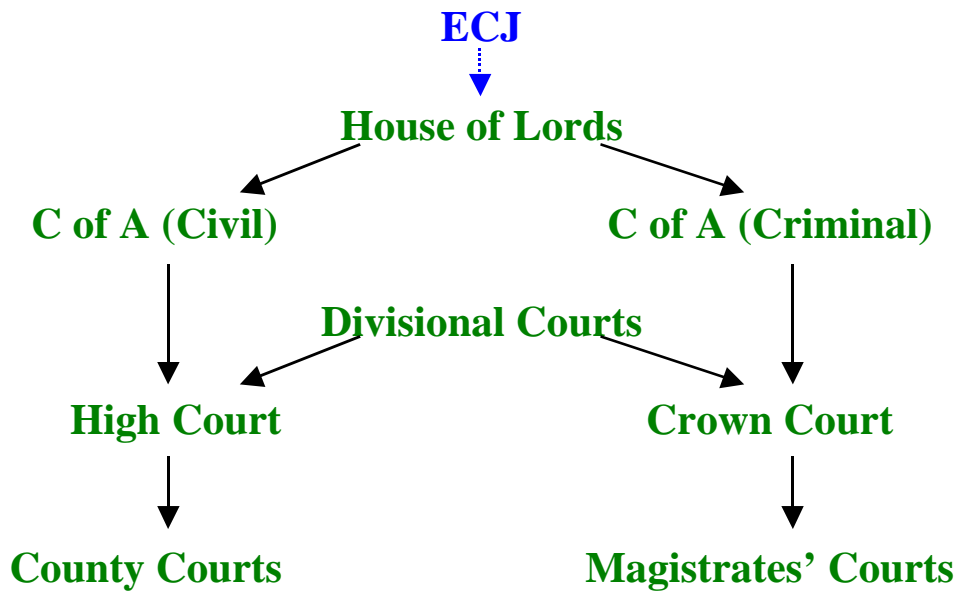 ECJ
House of Lords
C of A (Civil)
C of A (Criminal)
Divisional Courts
High Court
Crown Court
County Courts
Magistrates’ Courts